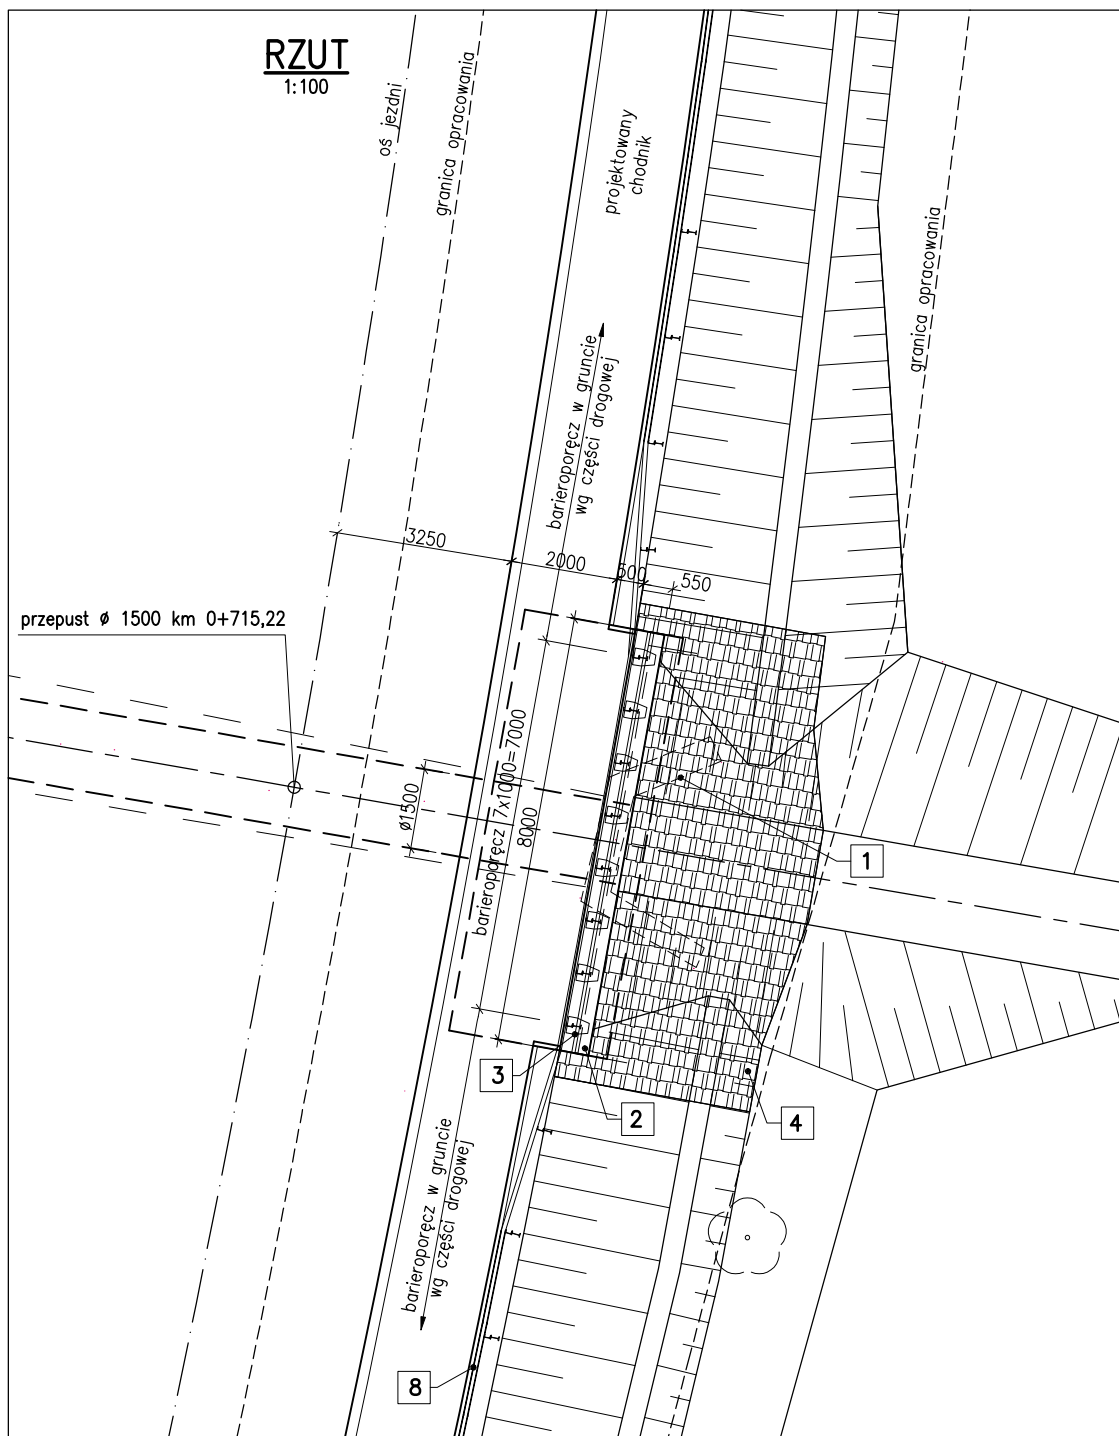 RZUT
1:100
oś jezdni
granica opracowania
projektowany
chodnik
granica opracowania
barieroporęcz w gruncie
wg części drogowej
3250
2000
500
550
przepust ø 1500 km 0+715,22
ø1500
barieroporęcz 7x1000=7000
8000
1
3
2
4
barieroporęcz w gruncie
wg części drogowej
8